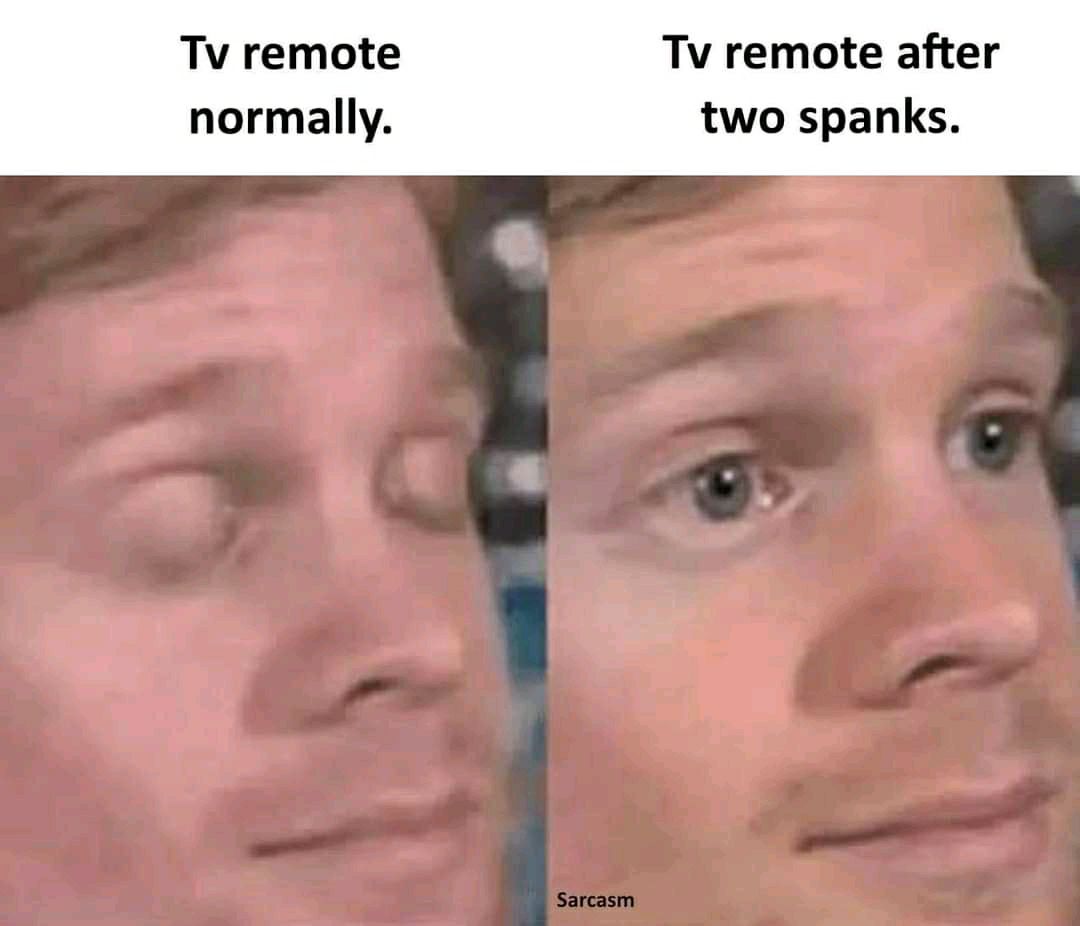 Tv remote
normally.
Tv remote after
two spanks.
Sarcasm